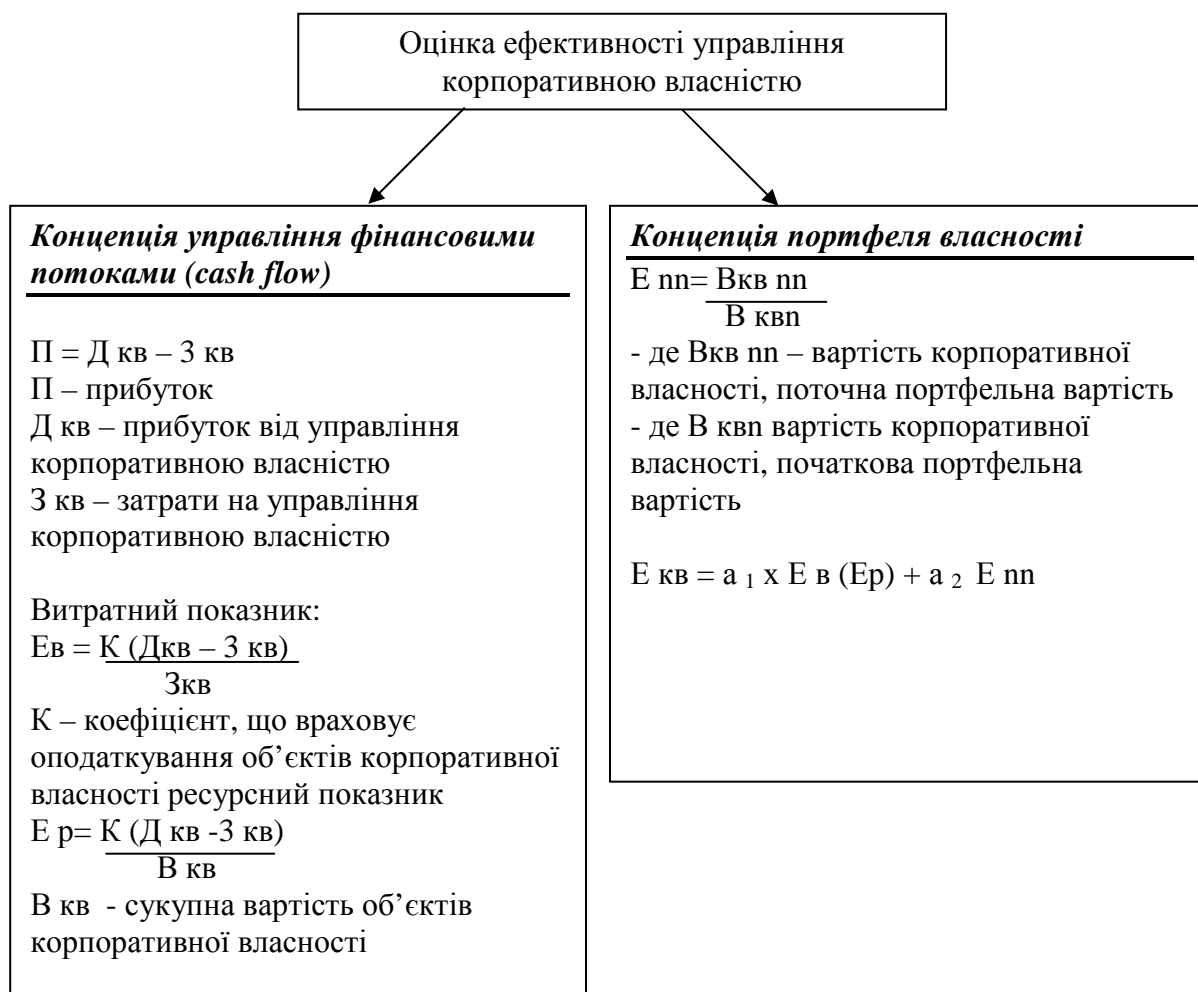 Оцінка ефективності управління
корпоративною власністю
Концепція управління фінансовими
потоками (cash flow)
П = Д кв – З кв
П – прибуток
Д кв – прибуток від управління
корпоративною власністю
З кв – затрати на управління
корпоративною власністю
Витратний показник:
Ев = К (Дкв – З кв)
Зкв
К – коефіцієнт, що враховує
оподаткування об’єктів корпоративної
власності ресурсний показник
Е р= К (Д кв -З кв)
В кв
В кв - сукупна вартість об’єктів
корпоративної власності
Концепція портфеля власності
Е пп= Вкв пп
В квп
- де Вкв пп – вартість корпоративної
власності, поточна портфельна вартість
- де В квп вартість корпоративної
власності, початкова портфельна
вартість
Е кв = а 1 х Е в (Ер) + а 2 Е пп